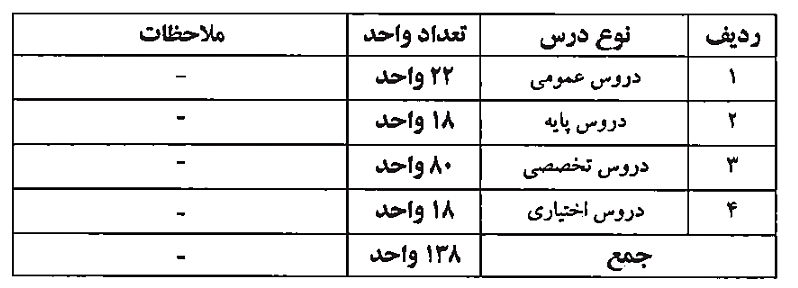 ردیف نوع درس تعداد واحد ملاحظات
۱ دروس عمومی ۲۲ واحد -
۲ دروس پایه ۱۸ واحد -
۳ دروس تخصصی ۸۰ واحد -
۴ دروس اختیاری ۱۸ واحد -
جمع ۱۳۸ واحد -